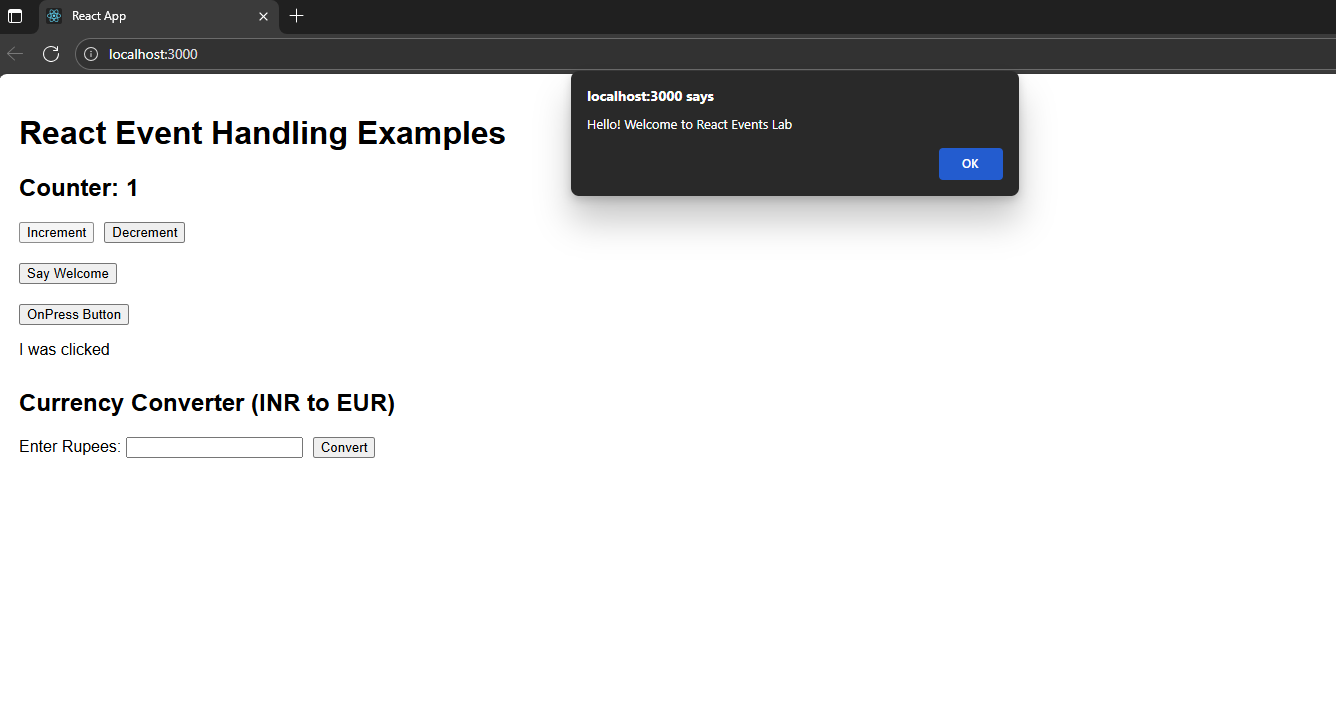 React App
localhost:3000
localhost:3000 says
Hello! Welcome to React Events Lab
OK
React Event Handling Examples
Counter: 1
Increment Decrement
Say Welcome
OnPress Button
I was clicked
Currency Converter (INR to EUR)
Enter Rupees: Convert